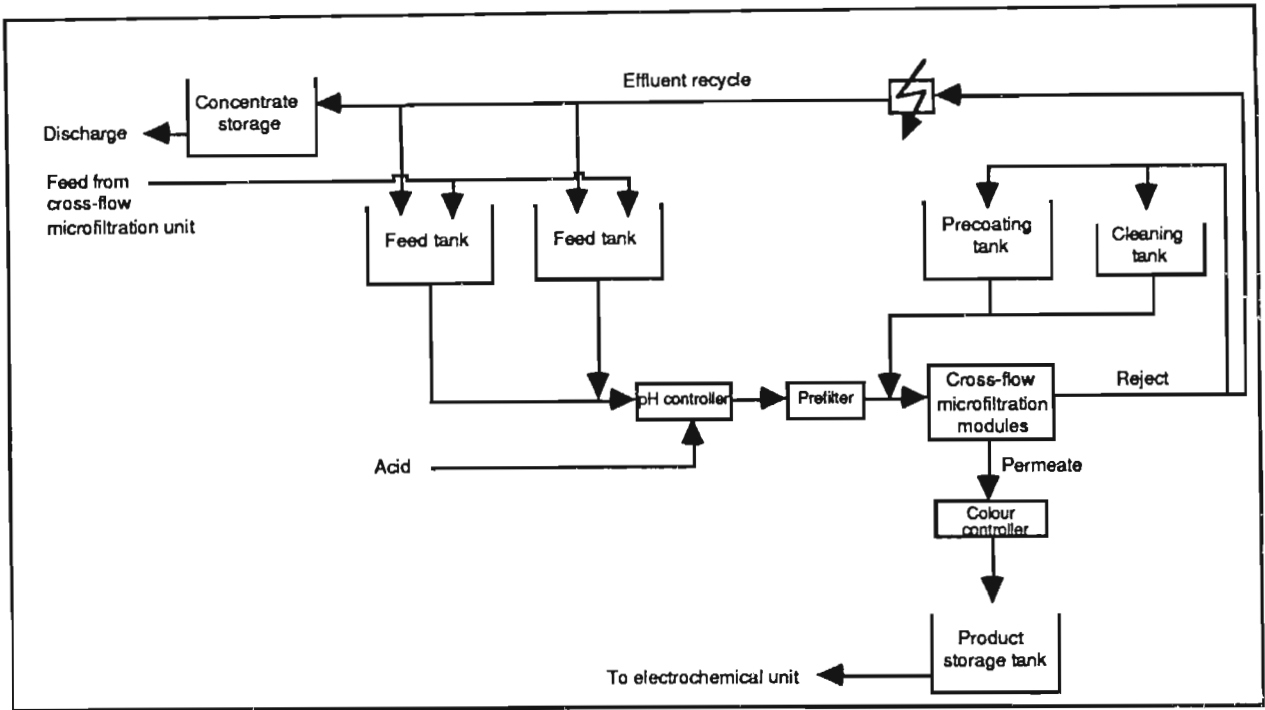 Effluent recycle
Concentrate
storage
Discharge
Feed from
cross-flow
microfiltration unit
Feed tank
Feed tank
Precoating
tank
Cleaning
tank
pH controller
Prefilter
Cross-flow
microfiltration
modules
Reject
Acid
Permeate
Colour
controller
Product
storage tank
To electrochemical unit